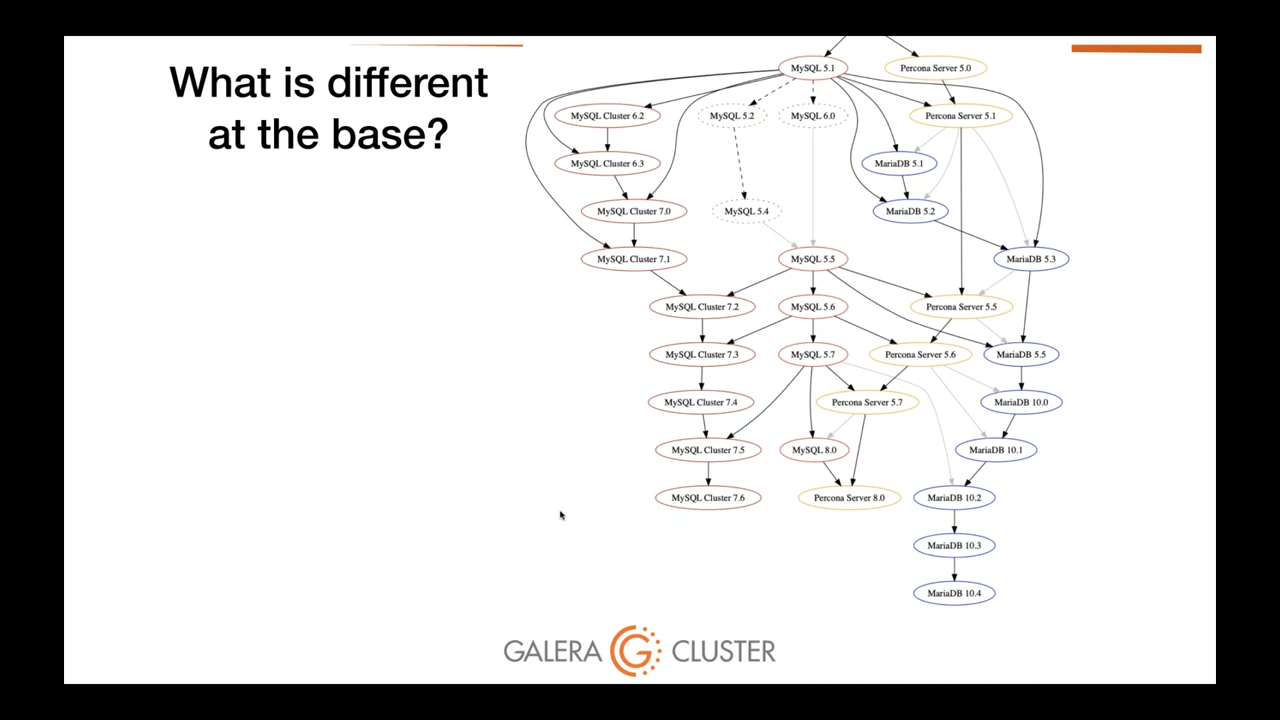 What is different
at the base?
MySQL 5.1
Percona Server 5.0
MySQL Cluster 6.2
MySQL 5.2
MySQL 6.0
Percona Server 5.1
MySQL Cluster 6.3
MariaDB 5.1
MySQL Cluster 7.0
MySQL 5.4
MariaDB 5.2
MySQL Cluster 7.1
MySQL 5.5
MariaDB 5.3
MySQL Cluster 7.2
MySQL 5.6
Percona Server 5.5
MySQL Cluster 7.3
MySQL 5.7
Percona Server 5.6
MariaDB 5.5
MySQL Cluster 7.4
Percona Server 5.7
MariaDB 10.0
MySQL Cluster 7.5
MySQL 8.0
MariaDB 10.1
MySQL Cluster 7.6
Percona Server 8.0
MariaDB 10.2
MariaDB 10.3
MariaDB 10.4
GALERA CLUSTER